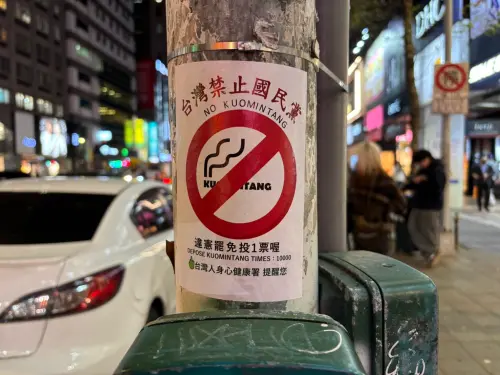 台灣禁止國民黨
NO KUOMINTANG
KUOMINTANG
違憲罷免投1票喔
DEPOSE KUOMINTANG TIMES : 10000
台灣人身心健康署 提醒您